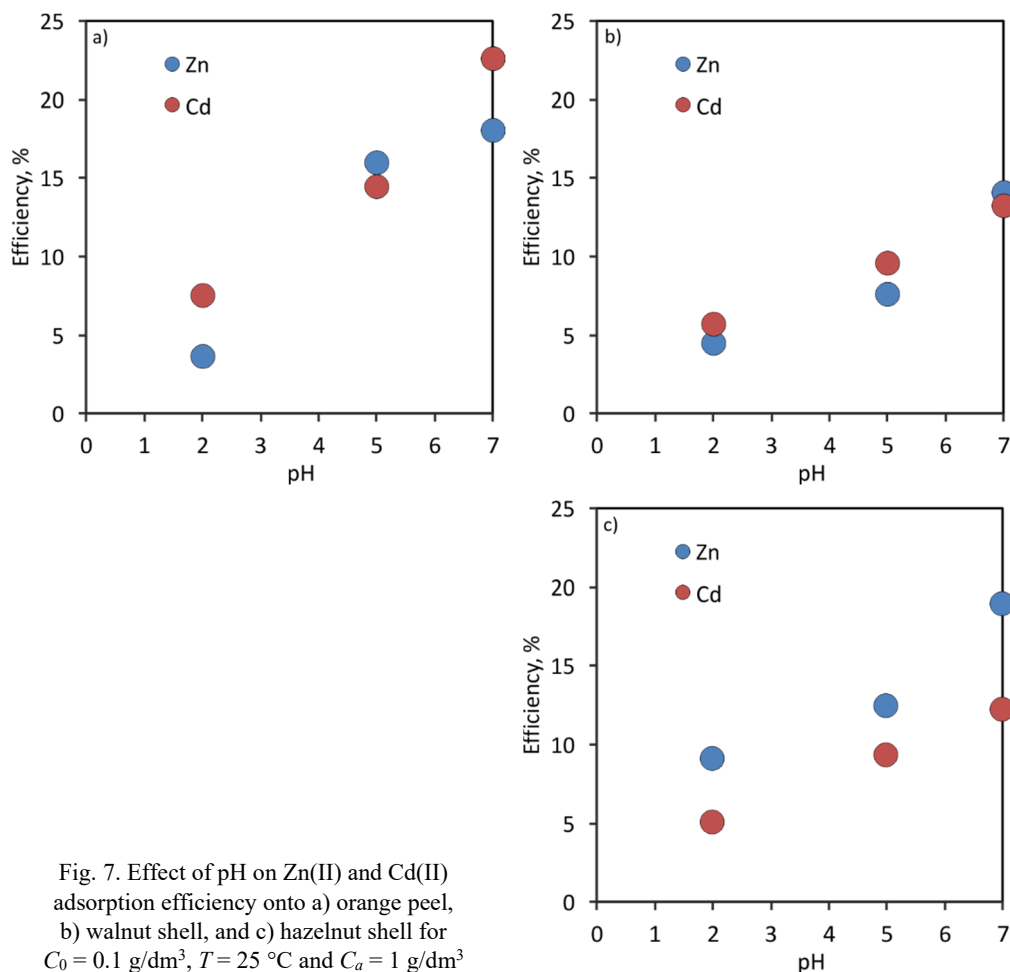 a)
Zn
Cd
25
20
15
10
5
0
Efficiency, %
0 1 2 3 4 5 6 7
pH
b)
Zn
Cd
25
20
15
10
5
0
Efficiency, %
0 1 2 3 4 5 6 7
pH
c)
Zn
Cd
25
20
15
10
5
0
Efficiency, %
0 1 2 3 4 5 6 7
pH
Fig. 7. Effect of pH on Zn(II) and Cd(II)
adsorption efficiency onto a) orange peel,
b) walnut shell, and c) hazelnut shell for
C₀ = 0.1 g/dm³, T = 25 °C and Cₐ = 1 g/dm³